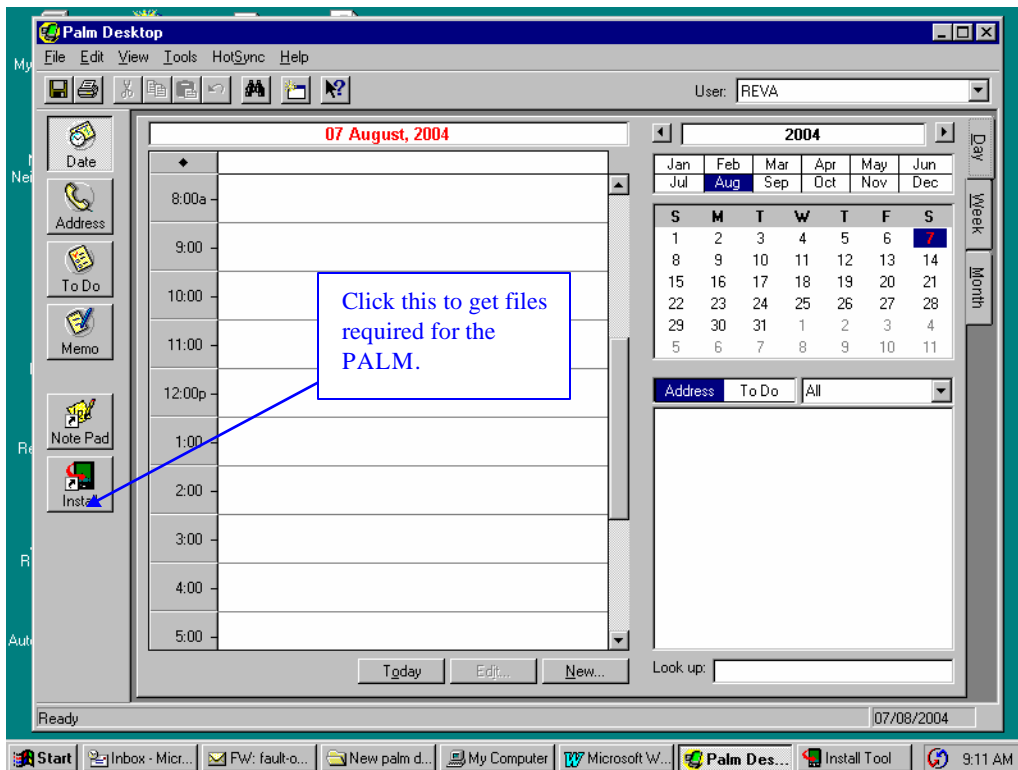 Palm Desktop
File Edit View Tools HotSync Help
User: REVA
My
Nei
Re
R
Auto
Date
Address
To Do
Memo
Note Pad
Install
07 August, 2004
8:00a
9:00
10:00
11:00
12:00p
1:00
2:00
3:00
4:00
5:00
Click this to get files
required for the
PALM.
Today Edit... New...
2004
Jan Feb Mar Apr May Jun
Jul Aug Sep Oct Nov Dec
S M T W T F S
1 2 3 4 5 6 7
8 9 10 11 12 13 14
15 16 17 18 19 20 21
22 23 24 25 26 27 28
29 30 31 1 2 3 4
5 6 7 8 9 10 11
Address To Do All
Look up:
Day
Week
Month
Ready 07/08/2004
Start Inbox - Micr... FW: fault-o... New palm d... My Computer Microsoft W... Palm Des... Install Tool 9:11 AM